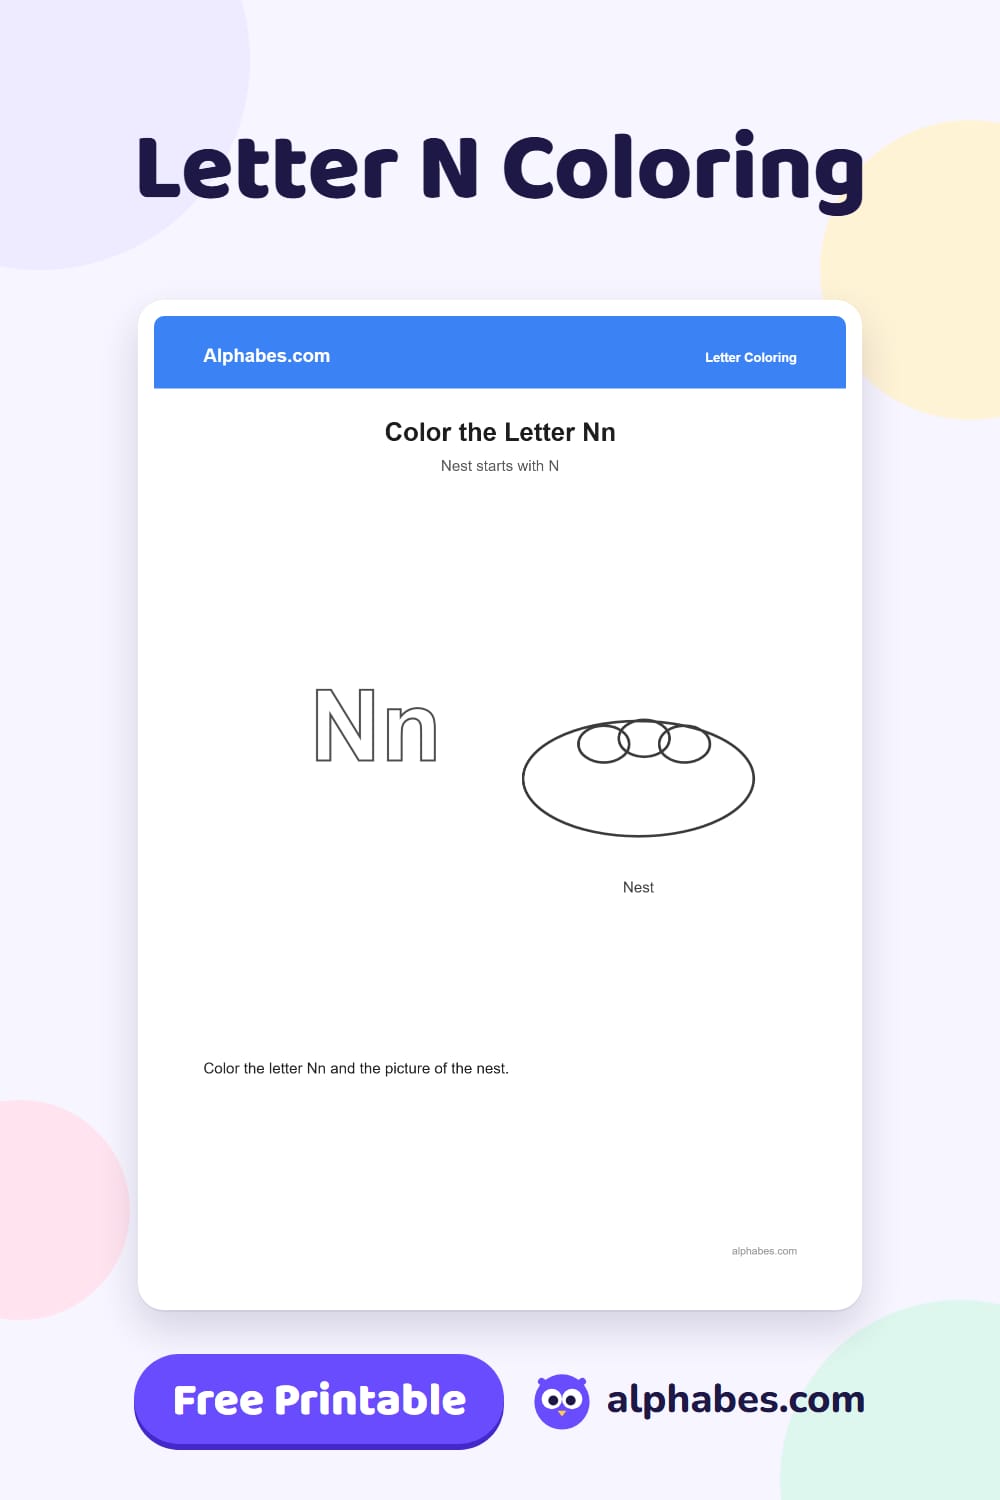 Letter N Coloring
Alphabes.com
Letter Coloring
Color the Letter Nn
Nest starts with N
Nn
Nest
Color the letter Nn and the picture of the nest.
alphabes.com
Free Printable
alphabes.com